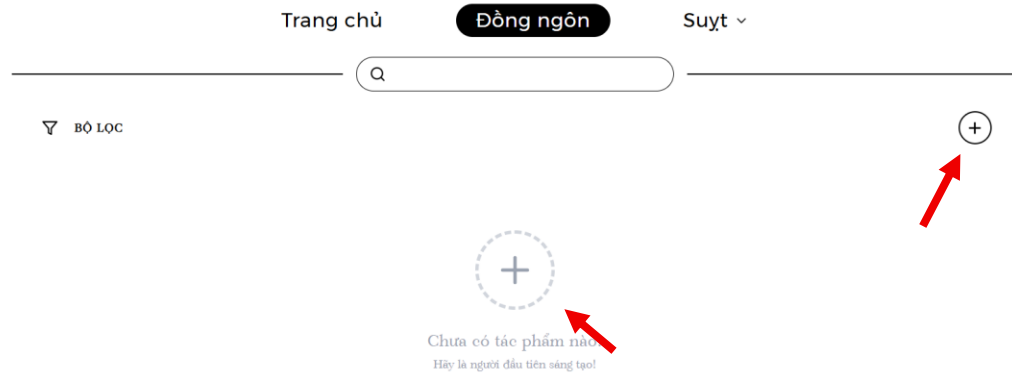 Trang chủ Đồng ngôn Suỵt
BỘ LỌC
Chưa có tác phẩm nào
Hãy là người đầu tiên sáng tạo!